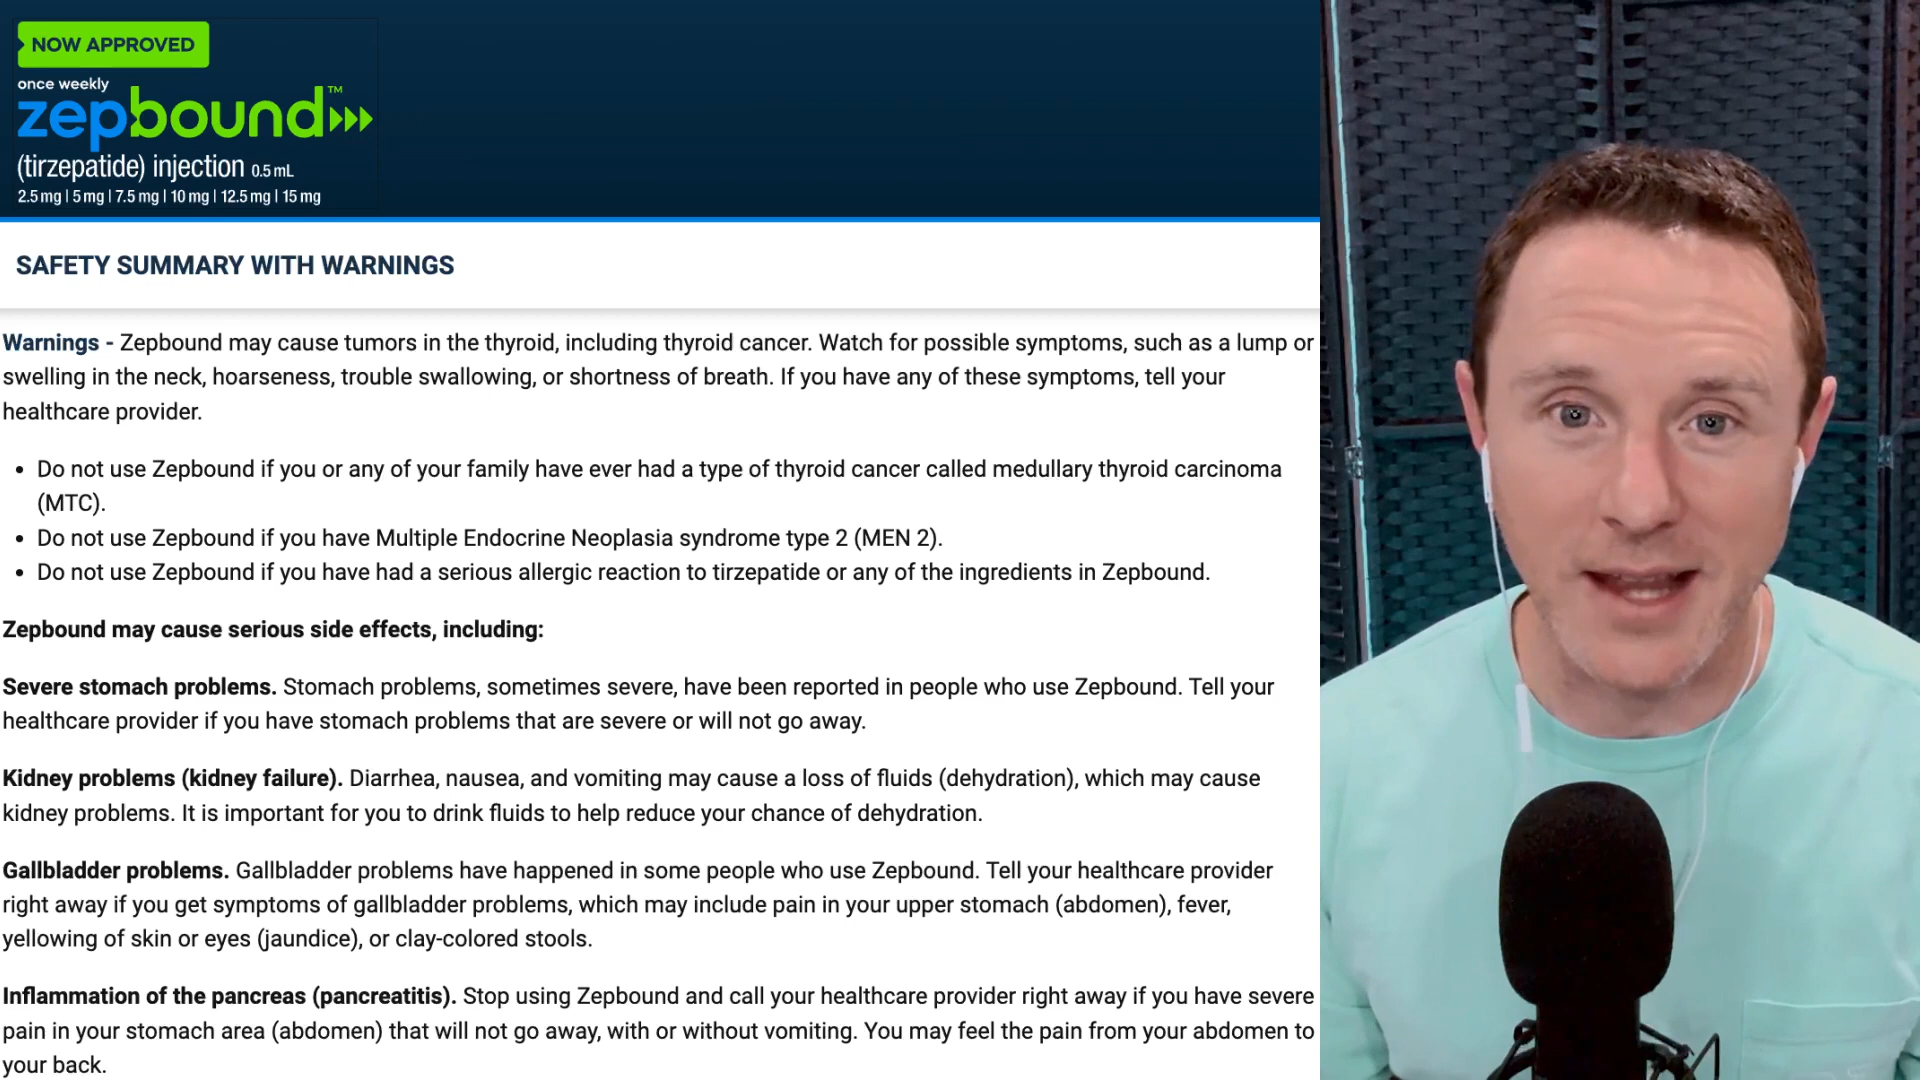 NOW APPROVED
once weekly
zepbound™
(tirzepatide) injection 0.5 mL
2.5 mg | 5 mg | 7.5 mg | 10 mg | 12.5 mg | 15 mg
SAFETY SUMMARY WITH WARNINGS
Warnings - Zepbound may cause tumors in the thyroid, including thyroid cancer. Watch for possible symptoms, such as a lump or
swelling in the neck, hoarseness, trouble swallowing, or shortness of breath. If you have any of these symptoms, tell your
healthcare provider.
• Do not use Zepbound if you or any of your family have ever had a type of thyroid cancer called medullary thyroid carcinoma
(MTC).
• Do not use Zepbound if you have Multiple Endocrine Neoplasia syndrome type 2 (MEN 2).
• Do not use Zepbound if you have had a serious allergic reaction to tirzepatide or any of the ingredients in Zepbound.
Zepbound may cause serious side effects, including:
Severe stomach problems. Stomach problems, sometimes severe, have been reported in people who use Zepbound. Tell your
healthcare provider if you have stomach problems that are severe or will not go away.
Kidney problems (kidney failure). Diarrhea, nausea, and vomiting may cause a loss of fluids (dehydration), which may cause
kidney problems. It is important for you to drink fluids to help reduce your chance of dehydration.
Gallbladder problems. Gallbladder problems have happened in some people who use Zepbound. Tell your healthcare provider
right away if you get symptoms of gallbladder problems, which may include pain in your upper stomach (abdomen), fever,
yellowing of skin or eyes (jaundice), or clay-colored stools.
Inflammation of the pancreas (pancreatitis). Stop using Zepbound and call your healthcare provider right away if you have severe
pain in your stomach area (abdomen) that will not go away, with or without vomiting. You may feel the pain from your abdomen to
your back.